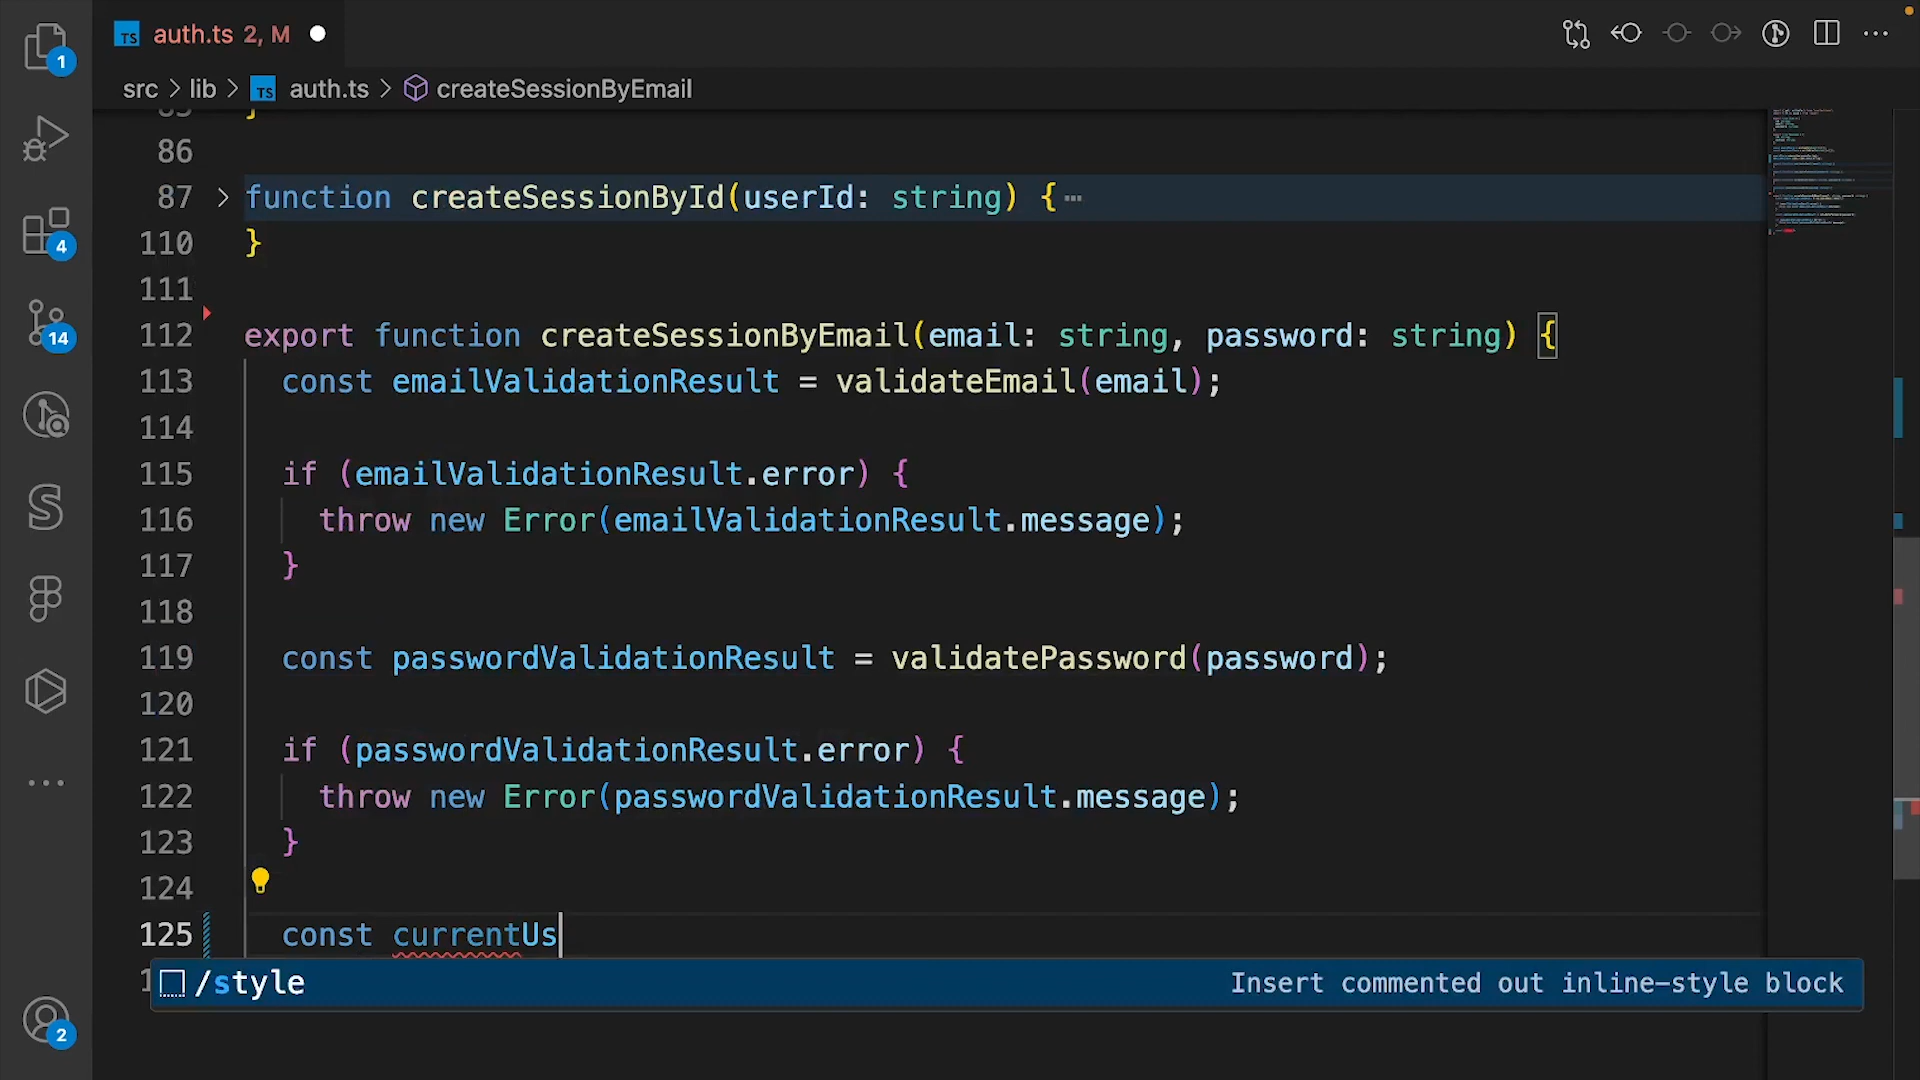 TS auth.ts 2, M
src > lib > TS auth.ts > createSessionByEmail
1
4
14
2
85 }
86
87 function createSessionById(userId: string) {
110 }
111
112 export function createSessionByEmail(email: string, password: string) {
113 const emailValidationResult = validateEmail(email);
114
115 if (emailValidationResult.error) {
116 throw new Error(emailValidationResult.message);
117 }
118
119 const passwordValidationResult = validatePassword(password);
120
121 if (passwordValidationResult.error) {
122 throw new Error(passwordValidationResult.message);
123 }
124
125 const currentUs
/style Insert commented out inline-style block